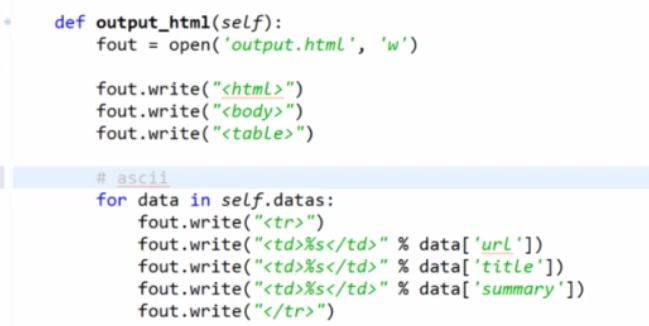 def output_html(self):
fout = open('output.html', 'w')
fout.write("<html>")
fout.write("<body>")
fout.write("<table>")
# ascii
for data in self.datas:
fout.write("<tr>")
fout.write("<td>%s</td>" % data['url'])
fout.write("<td>%s</td>" % data['title'])
fout.write("<td>%s</td>" % data['summary'])
fout.write("</tr>")